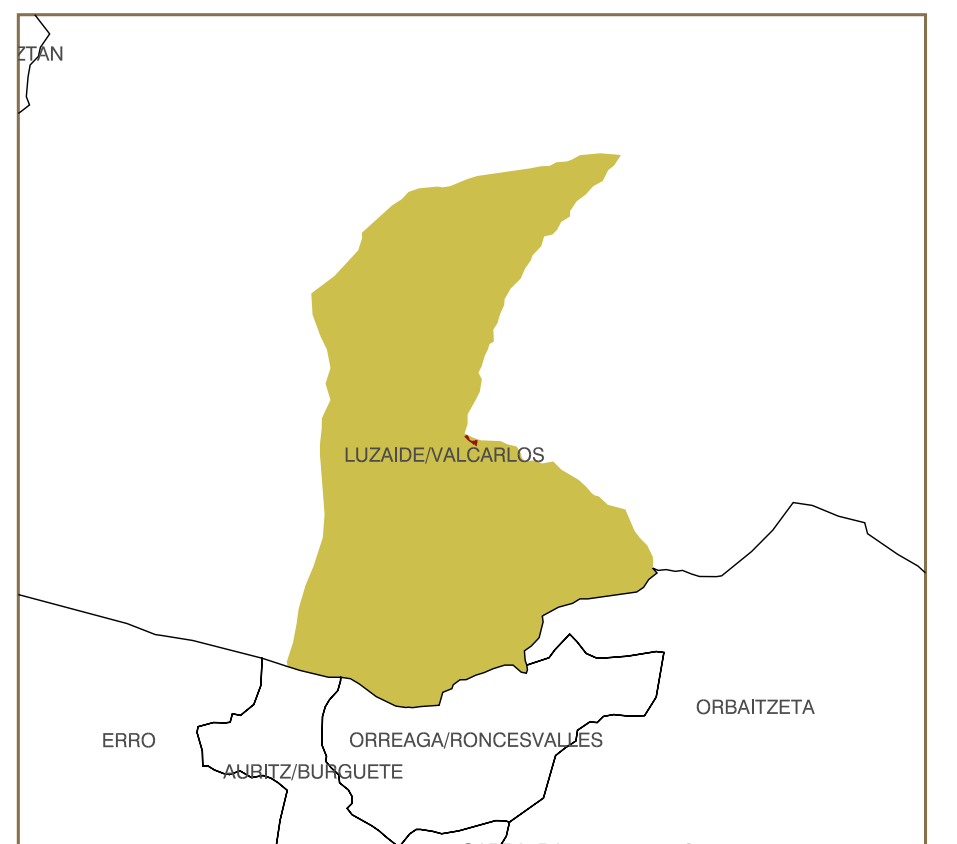 ZTAN
LUZAIDE/VALCARLOS
ORBAITZETA
ERRO
ORREAGA/RONCESVALLES
AURITZ/BURGUETE